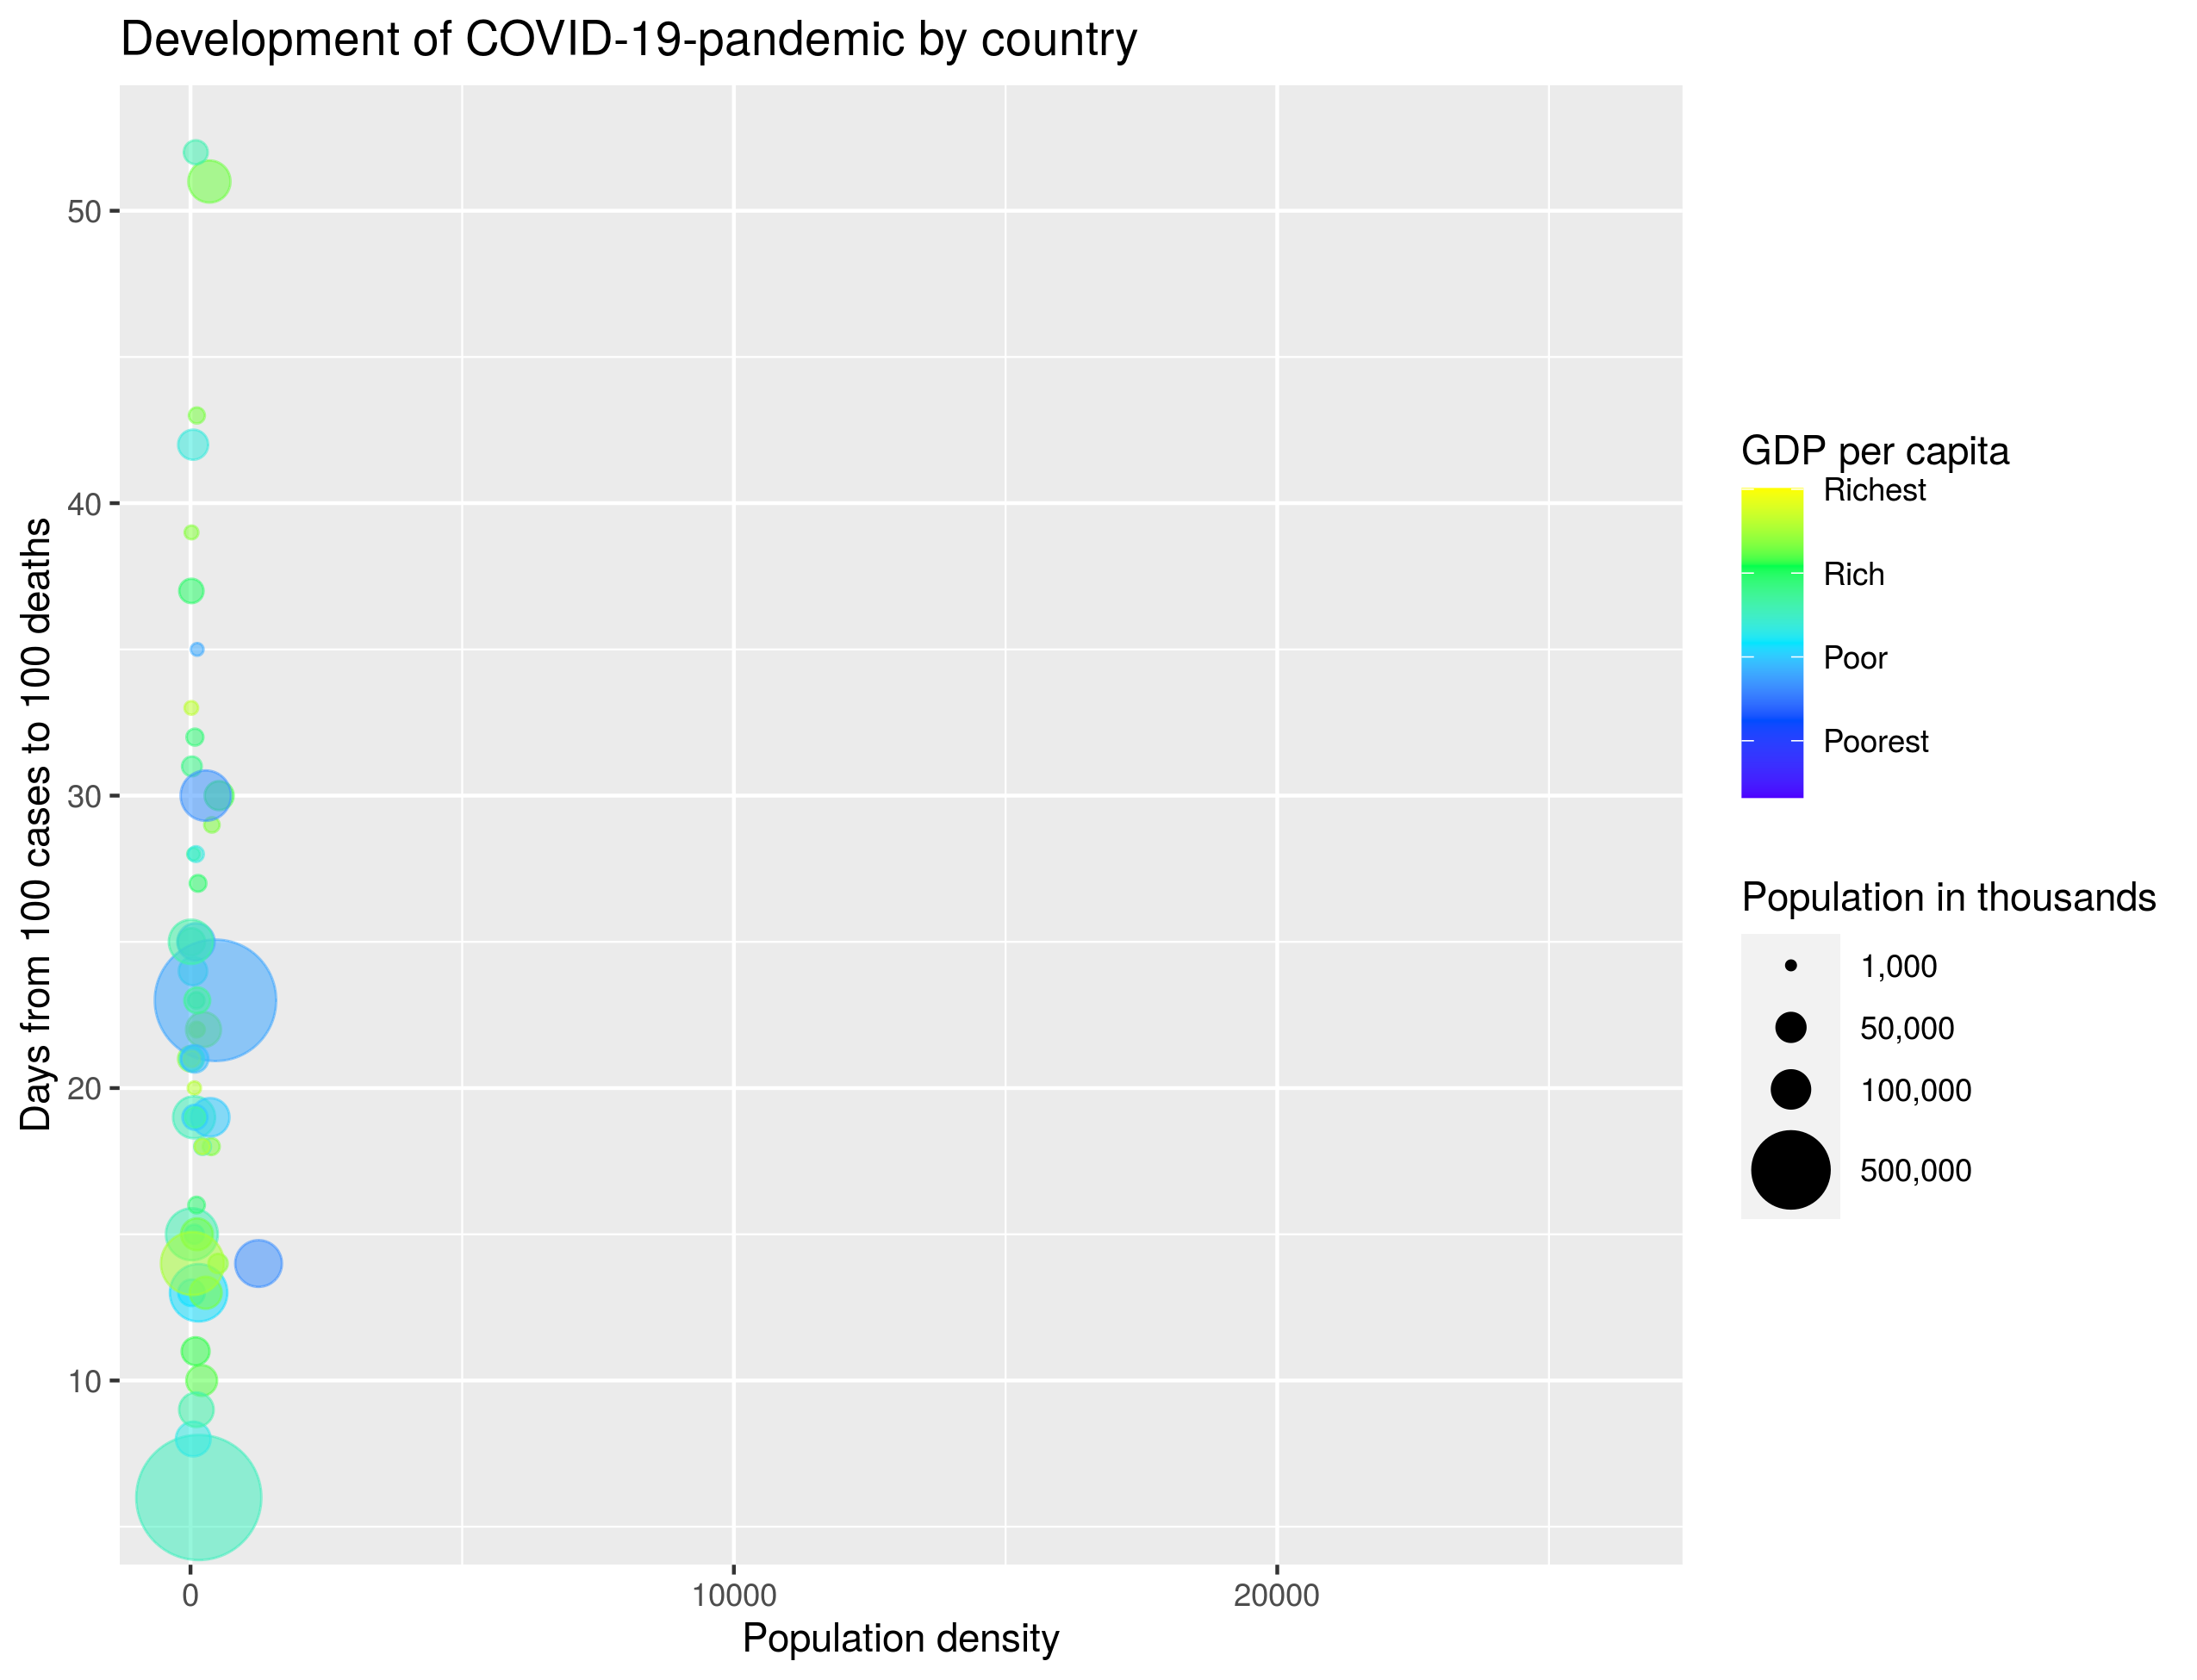 Development of COVID-19-pandemic by country
Days from 100 cases to 100 deaths
50
40
30
20
10
0
10000
20000
Population density
GDP per capita
Richest
Rich
Poor
Poorest
Population in thousands
1,000
50,000
100,000
500,000